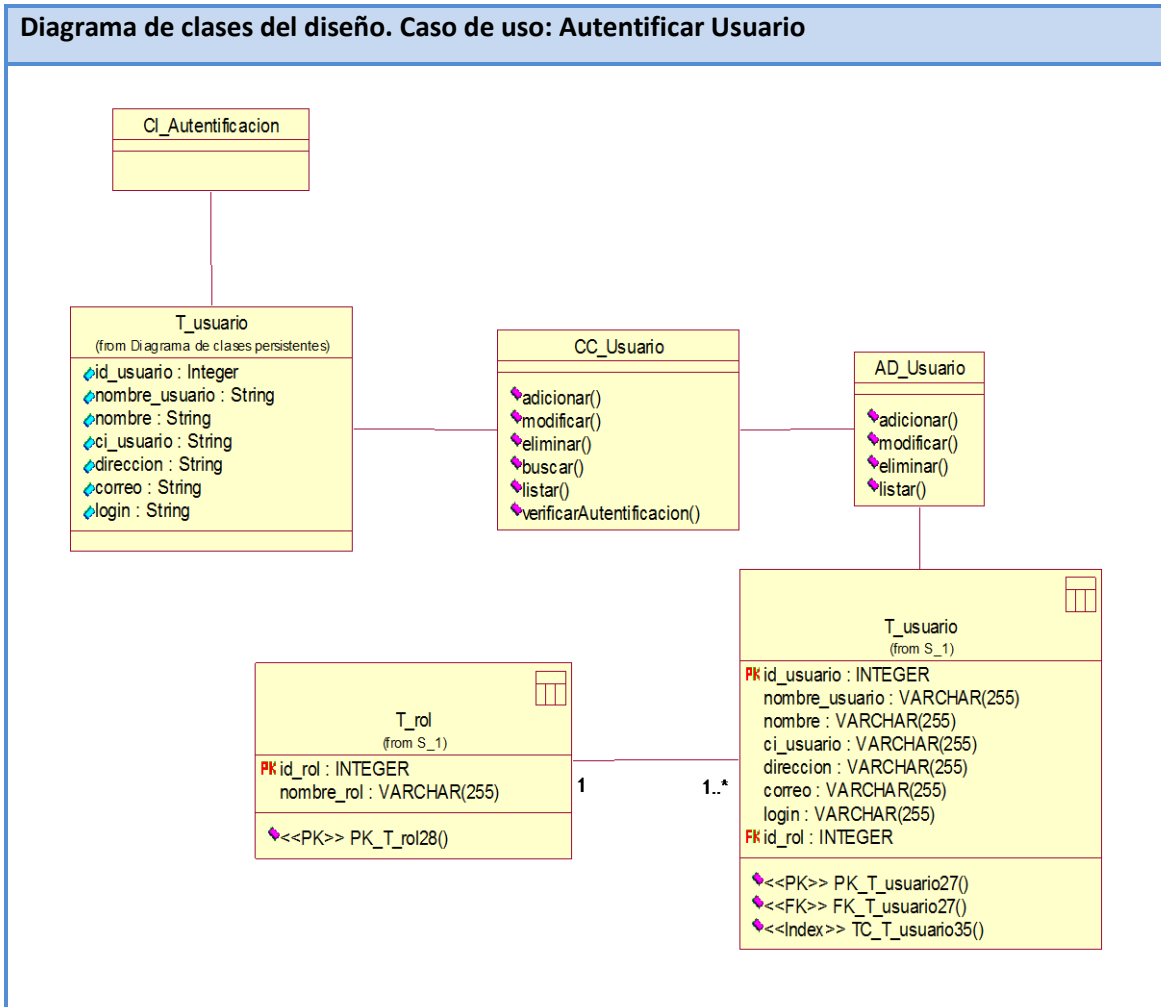 Diagrama de clases del diseño. Caso de uso: Autentificar Usuario
CI_Autentificacion
T_usuario
(from Diagrama de clases persistentes)
id_usuario : Integer
nombre_usuario : String
nombre : String
ci_usuario : String
direccion : String
correo : String
login : String
CC_Usuario
adicionar()
modificar()
eliminar()
buscar()
listar()
verificarAutentificacion()
AD_Usuario
adicionar()
modificar()
eliminar()
listar()
T_rol
(from S_1)
PK id_rol : INTEGER
nombre_rol : VARCHAR(255)
<<PK>> PK_T_rol28()
1
1..*
T_usuario
(from S_1)
PK id_usuario : INTEGER
nombre_usuario : VARCHAR(255)
nombre : VARCHAR(255)
ci_usuario : VARCHAR(255)
direccion : VARCHAR(255)
correo : VARCHAR(255)
login : VARCHAR(255)
FK id_rol : INTEGER
<<PK>> PK_T_usuario27()
<<FK>> FK_T_usuario27()
<<Index>> TC_T_usuario35()